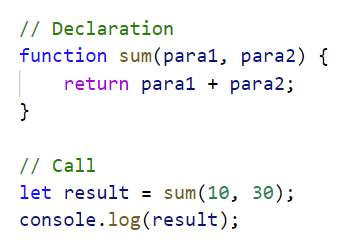 // Declaration
function sum(para1, para2) {
    return para1 + para2;
}

// Call
let result = sum(10, 30);
console.log(result);